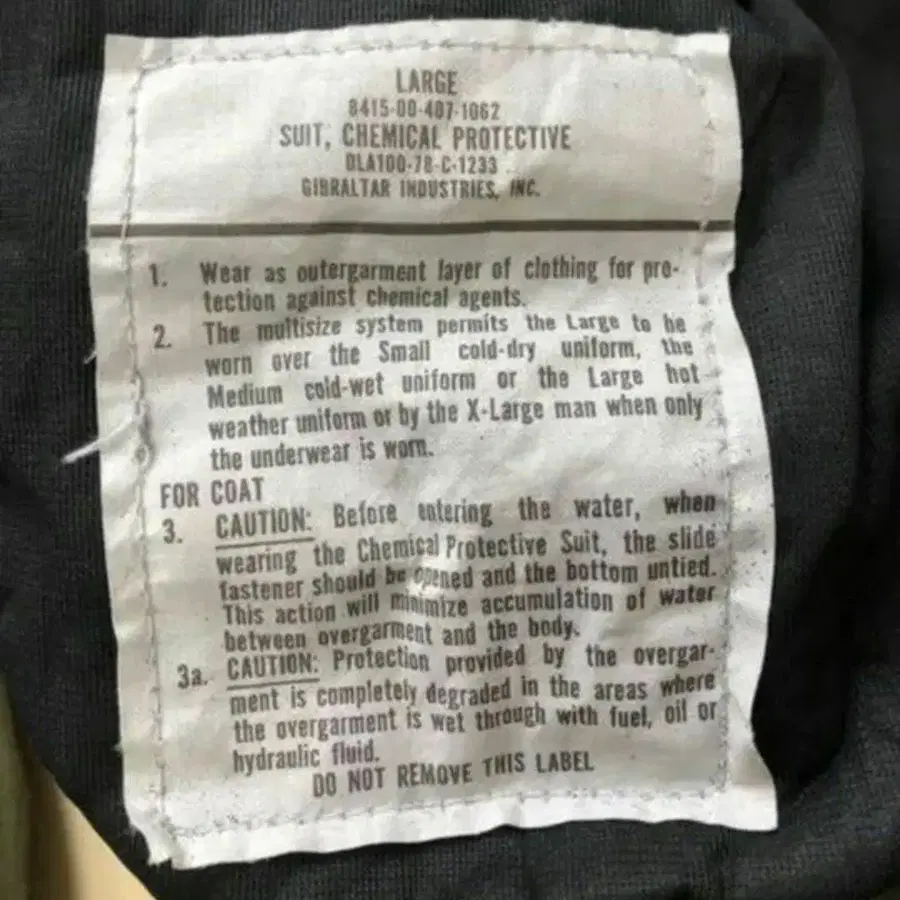 LARGE
8415-00-407-1062
SUIT, CHEMICAL PROTECTIVE
DLA100-78-C-1233
GIBRALTAR INDUSTRIES, INC.
1. Wear as outergarment layer of clothing for pro-
tection against chemical agents.
2. The multisize system permits the Large to be
worn over the Small cold-dry uniform, the
Medium cold-wet uniform or the Large hot
weather uniform or by the X-Large man when only
the underwear is worn.
FOR COAT
3. CAUTION: Before entering the water, when
wearing the Chemical Protective Suit, the slide
fastener should be opened and the bottom untied.
This action will minimize accumulation of water
between overgarment and the body.
3a. CAUTION: Protection provided by the overgar-
ment is completely degraded in the areas where
the overgarment is wet through with fuel, oil or
hydraulic fluid.
DO NOT REMOVE THIS LABEL